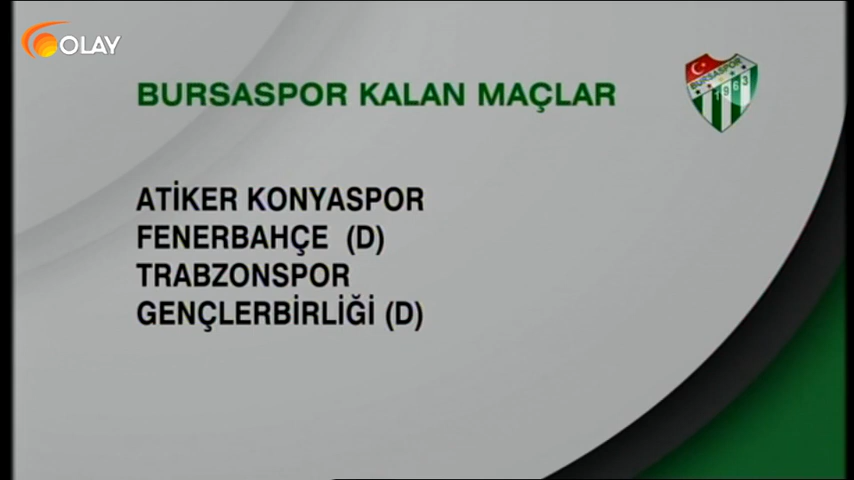 OLAY
BURSASPOR KALAN MAÇLAR
BURSASPOR
1963
ATİKER KONYASPOR
FENERBAHÇE (D)
TRABZONSPOR
GENÇLERBİRLİĞİ (D)